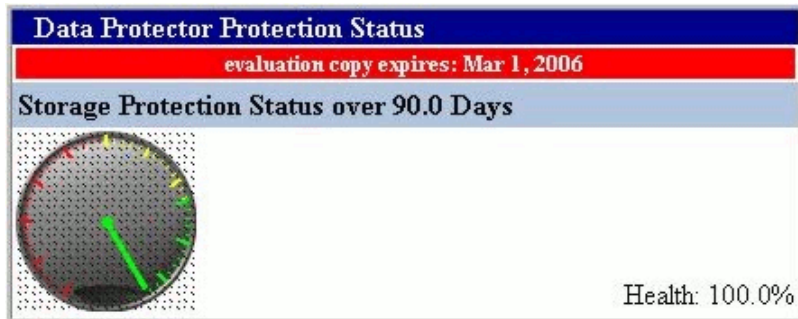 Data Protector Protection Status
evaluation copy expires: Mar 1, 2006
Storage Protection Status over 90.0 Days
Health: 100.0%